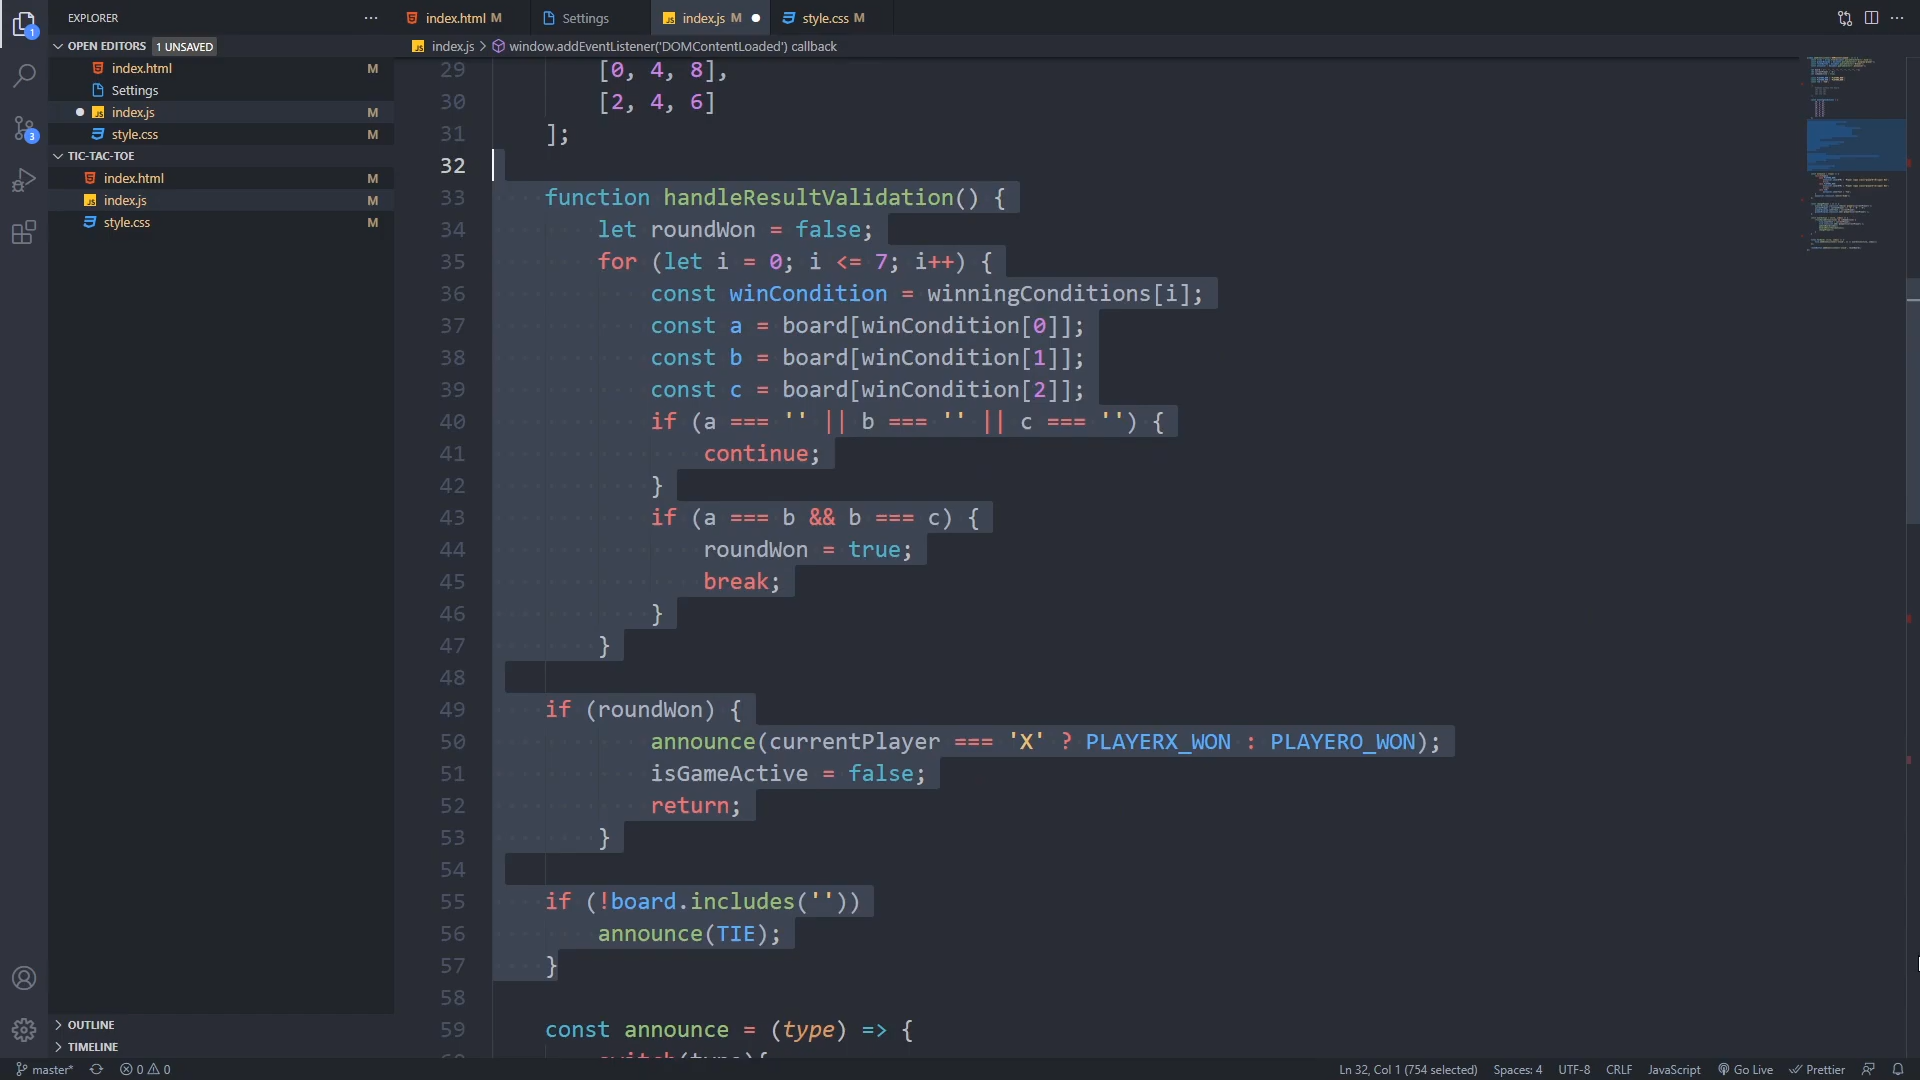 EXPLORER
OPEN EDITORS 1 UNSAVED
index.html M
Settings
index.js M
style.css M
TIC-TAC-TOE
index.html M
index.js M
style.css M
OUTLINE
TIMELINE
index.html M
Settings
index.js M
style.css M
index.js > window.addEventListener('DOMContentLoaded') callback
29 [0, 4, 8],
30 [2, 4, 6]
31 ];
32
33 function handleResultValidation() {
34 let roundWon = false;
35 for (let i = 0; i <= 7; i++) {
36 const winCondition = winningConditions[i];
37 const a = board[winCondition[0]];
38 const b = board[winCondition[1]];
39 const c = board[winCondition[2]];
40 if (a === '' || b === '' || c === '') {
41 continue;
42 }
43 if (a === b && b === c) {
44 roundWon = true;
45 break;
46 }
47 }
48
49 if (roundWon) {
50 announce(currentPlayer === 'X' ? PLAYERX_WON : PLAYERO_WON);
51 isGameActive = false;
52 return;
53 }
54
55 if (!board.includes(''))
56 announce(TIE);
57 }
58
59 const announce = (type) => {
1
3
master* 0 0
Ln 32, Col 1 (754 selected) Spaces: 4 UTF-8 CRLF JavaScript Go Live Prettier